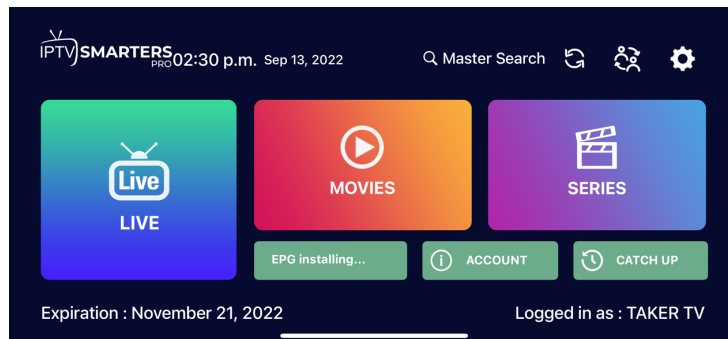 IPTV SMARTERS
PRO
02:30 p.m. Sep 13, 2022
Master Search
Live
LIVE
MOVIES
SERIES
EPG installing...
i ACCOUNT
CATCH UP
Expiration : November 21, 2022
Logged in as : TAKER TV